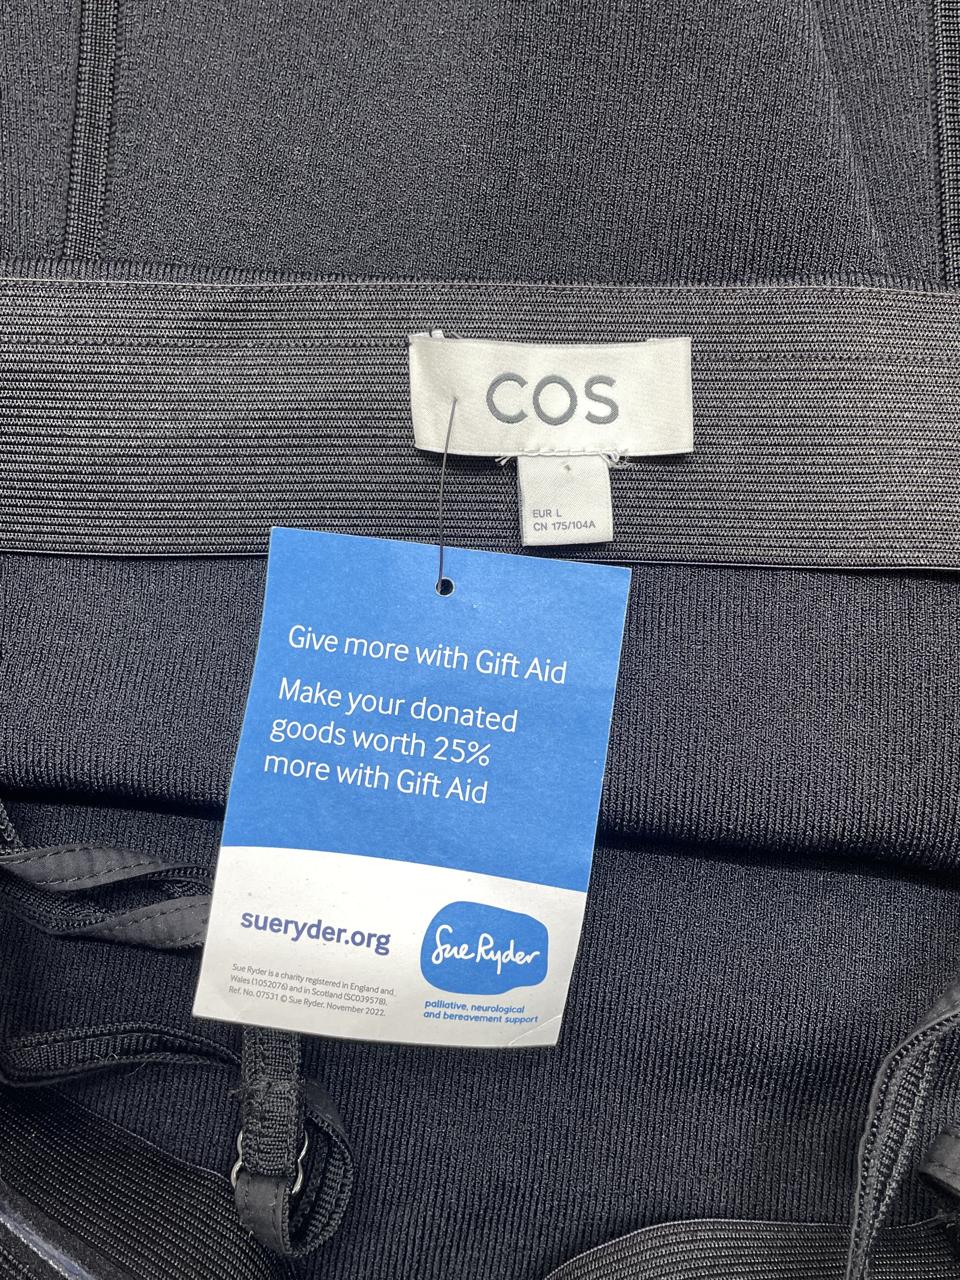 COS
EUR L
CN 175/104A
Give more with Gift Aid
Make your donated
goods worth 25%
more with Gift Aid
sueryder.org
Sue Ryder
Sue Ryder is a charity registered in England and
Wales (1052076) and in Scotland (SC039578).
Ref. No. 07531 © Sue Ryder. November 2022.
palliative, neurological
and bereavement support